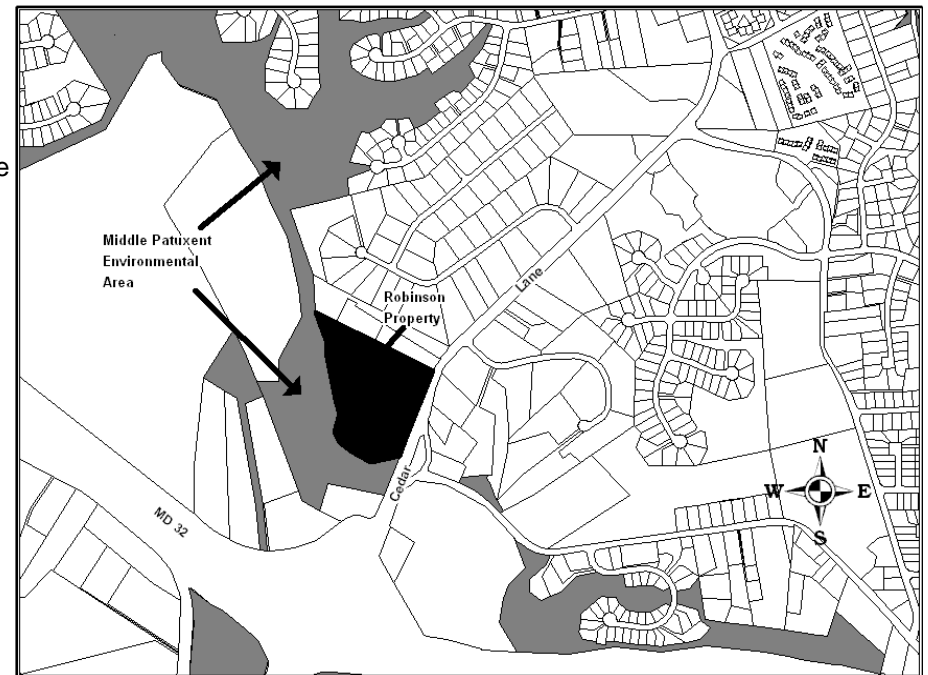 e
Middle Patuxent
Environmental
Area
Robinson
Property
Lane
Cedar
MD 32
N
W
E
S